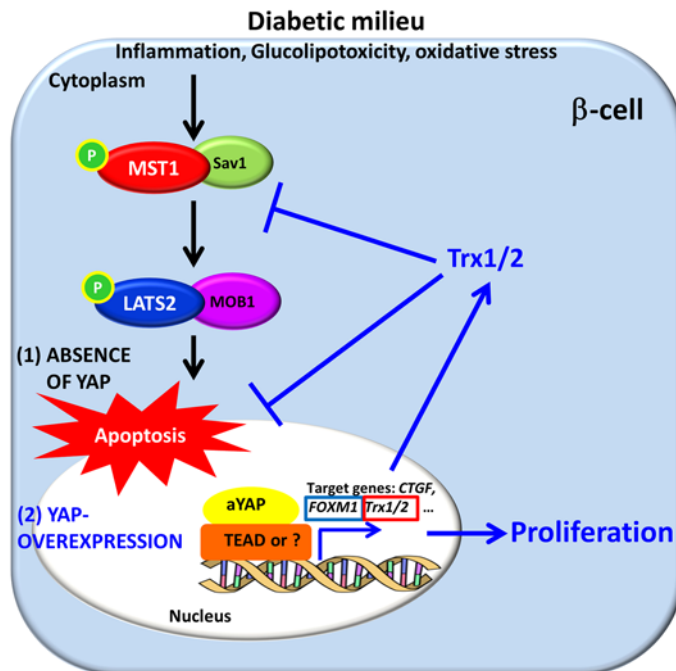 Diabetic milieu
Inflammation, Glucolipotoxicity, oxidative stress
Cytoplasm
β-cell
P
MST1
Sav1
Trx1/2
P
LATS2
MOB1
(1) ABSENCE
OF YAP
Apoptosis
Target genes: CTGF,
FOXM1 Trx1/2 ...
aYAP
(2) YAP-
OVEREXPRESSION
TEAD or ?
Proliferation
Nucleus